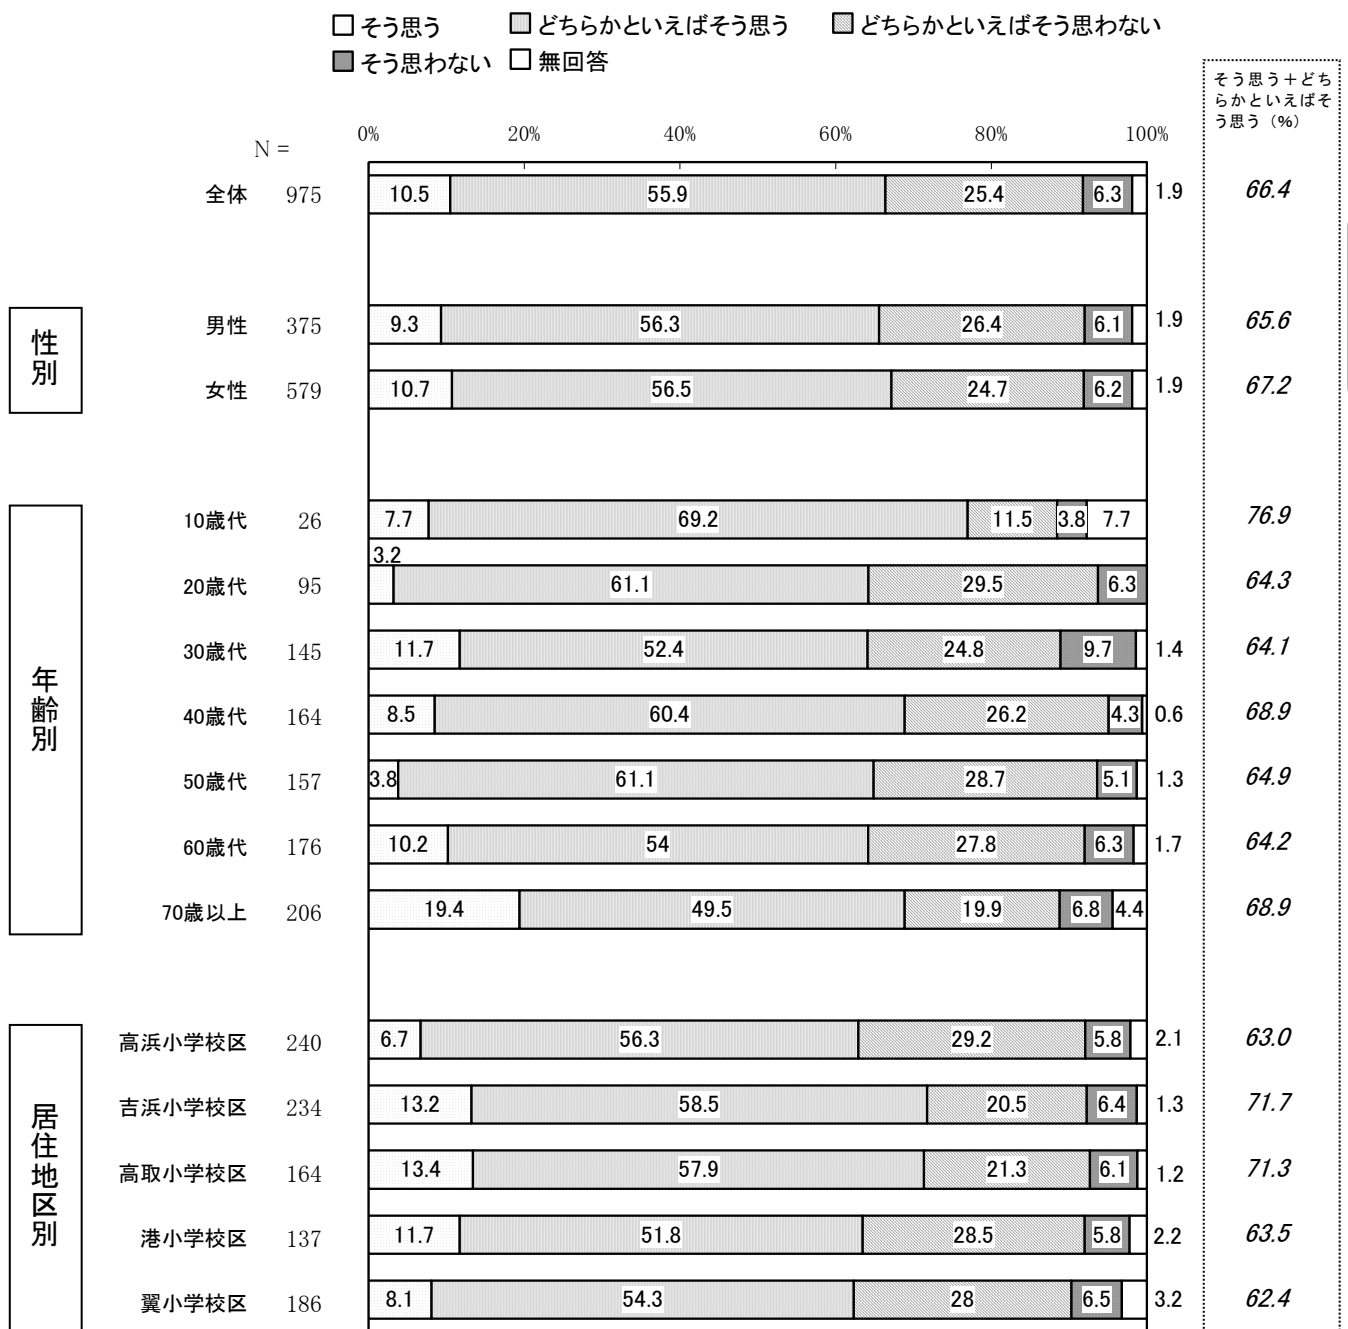 そう思う どちらかといえばそう思う どちらかといえばそう思わない
そう思わない 無回答
そう思う＋どち
らかといえばそ
う思う（%）
0% 20% 40% 60% 80% 100%
N =
全体 975 10.5 55.9 25.4 6.3 1.9 66.4
性別
男性 375 9.3 56.3 26.4 6.1 1.9 65.6
女性 579 10.7 56.5 24.7 6.2 1.9 67.2
年齢別
10歳代 26 7.7 69.2 11.5 3.8 7.7 76.9
20歳代 95 3.2 61.1 29.5 6.3 64.3
30歳代 145 11.7 52.4 24.8 9.7 1.4 64.1
40歳代 164 8.5 60.4 26.2 4.3 0.6 68.9
50歳代 157 3.8 61.1 28.7 5.1 1.3 64.9
60歳代 176 10.2 54 27.8 6.3 1.7 64.2
70歳以上 206 19.4 49.5 19.9 6.8 4.4 68.9
居住地区別
高浜小学校区 240 6.7 56.3 29.2 5.8 2.1 63.0
吉浜小学校区 234 13.2 58.5 20.5 6.4 1.3 71.7
高取小学校区 164 13.4 57.9 21.3 6.1 1.2 71.3
港小学校区 137 11.7 51.8 28.5 5.8 2.2 63.5
翼小学校区 186 8.1 54.3 28 6.5 3.2 62.4